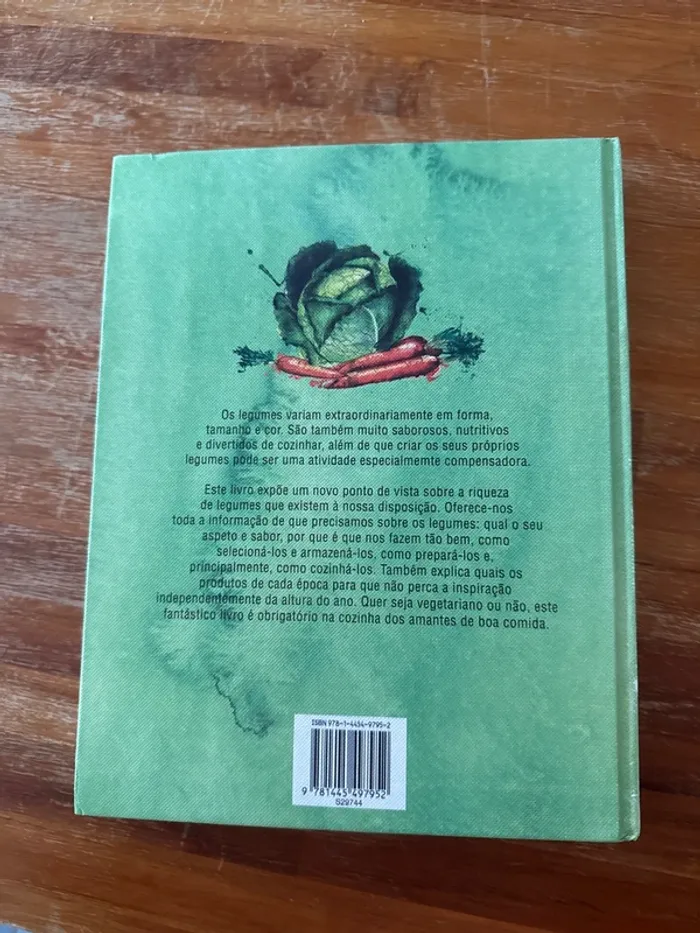 Os legumes variam extraordinariamente em forma,
tamanho e cor. São também muito saborosos, nutritivos
e divertidos de cozinhar, além de que criar os seus próprios
legumes pode ser uma atividade especialmente compensadora.
Este livro expõe um novo ponto de vista sobre a riqueza
de legumes que existem à nossa disposição. Oferece-nos
toda a informação de que precisamos sobre os legumes: qual o seu
aspeto e sabor, por que é que nos fazem tão bem, como
selecioná-los e armazená-los, como prepará-los e,
principalmente, como cozinhá-los. Também explica quais os
produtos de cada época para que não perca a inspiração
independentemente da altura do ano. Quer seja vegetariano ou não, este
fantástico livro é obrigatório na cozinha dos amantes de boa comida.
ISBN 978-1-4454-9795-2
9 781445 497952
S29744